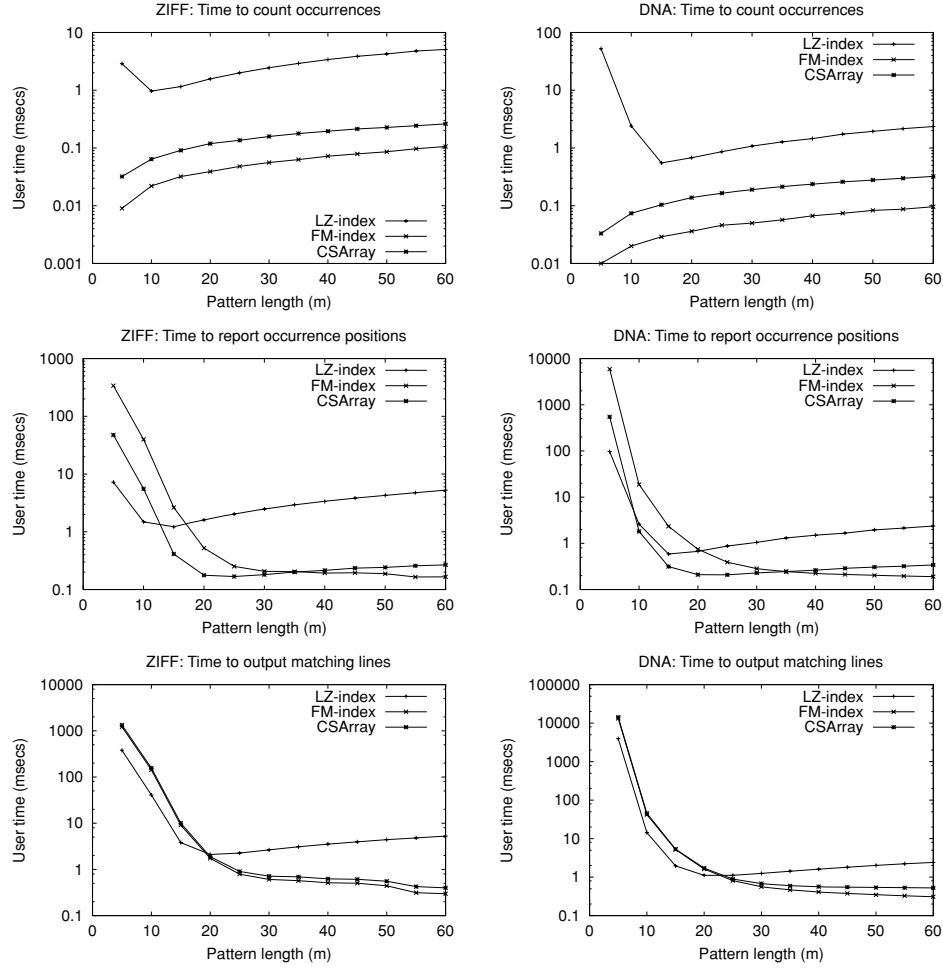 ZIFF: Time to count occurrences
10
1
0.1
0.01
0.001
User time (msecs)
LZ-index
FM-index
CSArray
0 10 20 30 40 50 60
Pattern length (m)
DNA: Time to count occurrences
100
10
1
0.1
0.01
User time (msecs)
LZ-index
FM-index
CSArray
0 10 20 30 40 50 60
Pattern length (m)
ZIFF: Time to report occurrence positions
1000
100
10
1
0.1
User time (msecs)
LZ-index
FM-index
CSArray
0 10 20 30 40 50 60
Pattern length (m)
DNA: Time to report occurrence positions
10000
1000
100
10
1
0.1
User time (msecs)
LZ-index
FM-index
CSArray
0 10 20 30 40 50 60
Pattern length (m)
ZIFF: Time to output matching lines
10000
1000
100
10
1
0.1
User time (msecs)
LZ-index
FM-index
CSArray
0 10 20 30 40 50 60
Pattern length (m)
DNA: Time to output matching lines
100000
10000
1000
100
10
1
0.1
User time (msecs)
LZ-index
FM-index
CSArray
0 10 20 30 40 50 60
Pattern length (m)